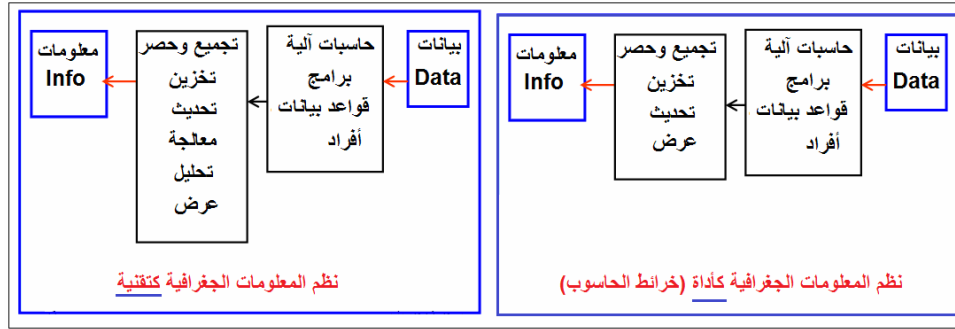 بيانات
Data
حاسبات آلية
برامج
قواعد بيانات
أفراد
تجميع وحصر
تخزين
تحديث
عرض
معلومات
Info
نظم المعلومات الجغرافية كأداة (خرائط الحاسوب)
بيانات
Data
حاسبات آلية
برامج
قواعد بيانات
أفراد
تجميع وحصر
تخزين
تحديث
معالجة
تحليل
عرض
معلومات
Info
نظم المعلومات الجغرافية كتقنية